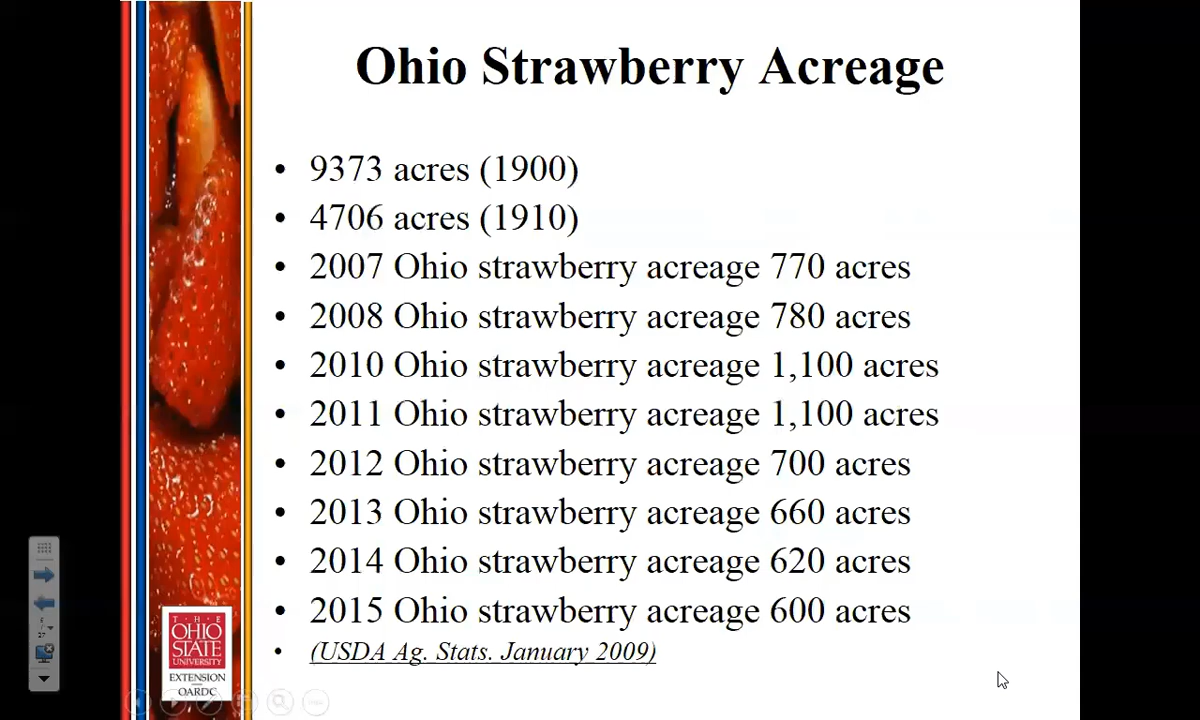 Ohio Strawberry Acreage
• 9373 acres (1900)
• 4706 acres (1910)
• 2007 Ohio strawberry acreage 770 acres
• 2008 Ohio strawberry acreage 780 acres
• 2010 Ohio strawberry acreage 1,100 acres
• 2011 Ohio strawberry acreage 1,100 acres
• 2012 Ohio strawberry acreage 700 acres
• 2013 Ohio strawberry acreage 660 acres
• 2014 Ohio strawberry acreage 620 acres
• 2015 Ohio strawberry acreage 600 acres
• (USDA Ag. Stats. January 2009)
T · H · E
OHIO
STATE
UNIVERSITY
EXTENSION
OARDC
/
27